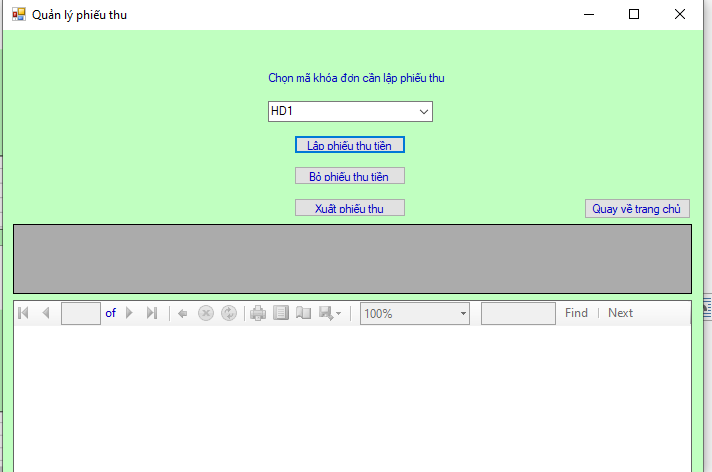 Quản lý phiếu thu
Chọn mã khóa đơn cần lập phiếu thu
HD1
Lập phiếu thu tiền
Bỏ phiếu thu tiền
Xuất phiếu thu
Quay về trang chủ
of
100%
Find | Next